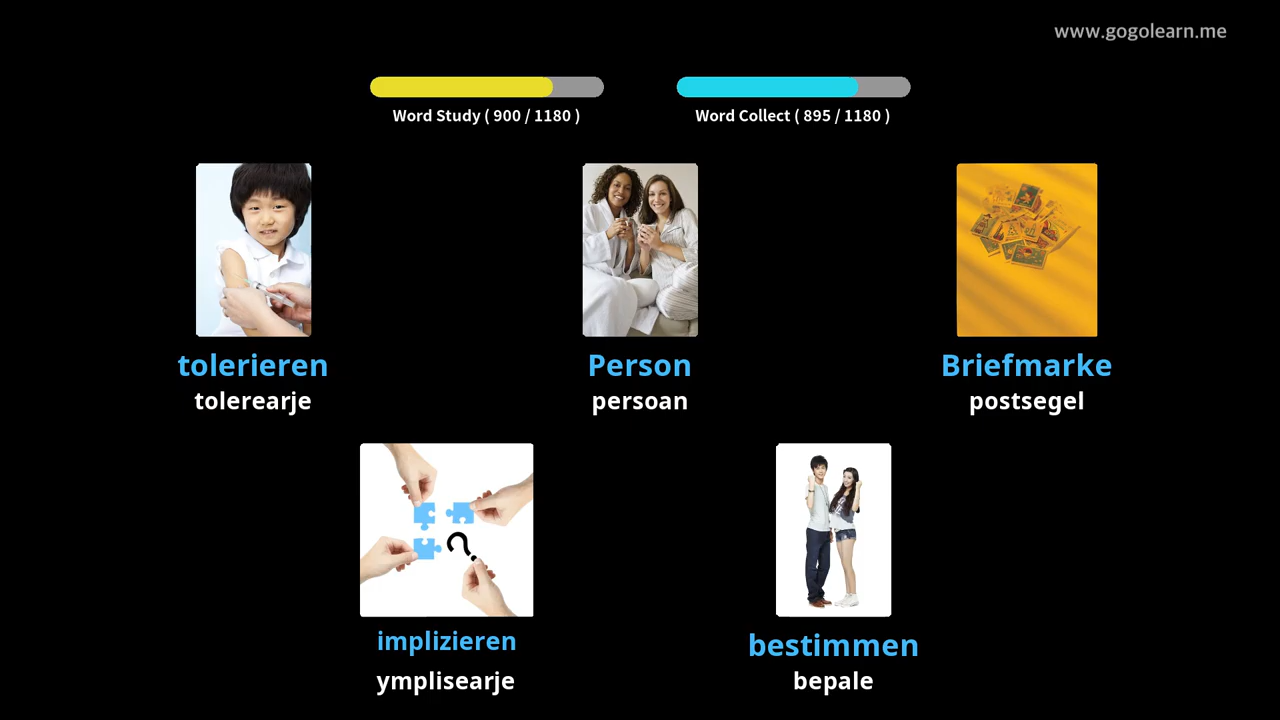 www.gogolearn.me
Word Study ( 900 / 1180 )
Word Collect ( 895 / 1180 )
tolerieren
tolerearje
Person
persoan
Briefmarke
postsegel
implizieren
ymplisearje
bestimmen
bepale